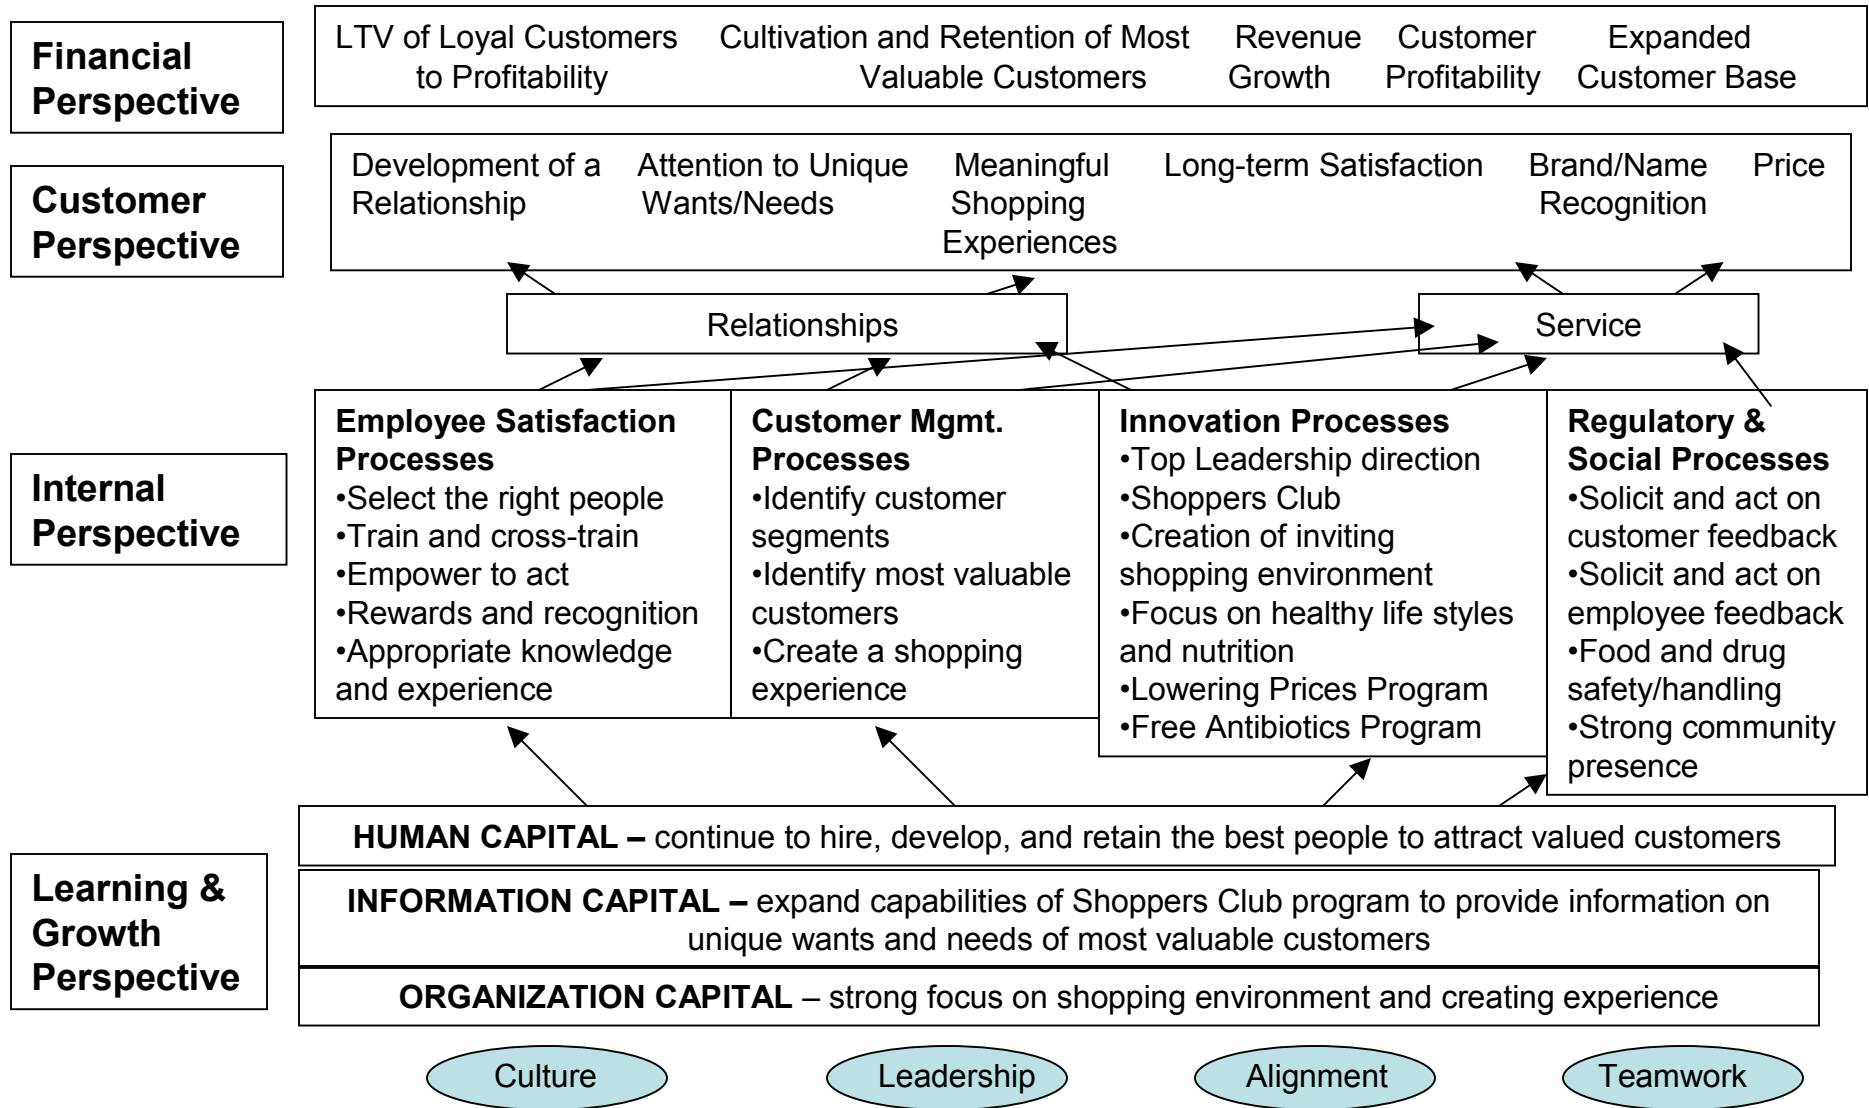 Financial
Perspective
LTV of Loyal Customers
to Profitability
Cultivation and Retention of Most
Valuable Customers
Revenue
Growth
Customer
Profitability
Expanded
Customer Base
Customer
Perspective
Development of a
Relationship
Attention to Unique
Wants/Needs
Meaningful
Shopping
Experiences
Long-term Satisfaction
Brand/Name
Recognition
Price
Relationships
Service
Internal
Perspective
Employee Satisfaction
Processes
•Select the right people
•Train and cross-train
•Empower to act
•Rewards and recognition
•Appropriate knowledge
and experience
Customer Mgmt.
Processes
•Identify customer
segments
•Identify most valuable
customers
•Create a shopping
experience
Innovation Processes
•Top Leadership direction
•Shoppers Club
•Creation of inviting
shopping environment
•Focus on healthy life styles
and nutrition
•Lowering Prices Program
•Free Antibiotics Program
Regulatory &
Social Processes
•Solicit and act on
customer feedback
•Solicit and act on
employee feedback
•Food and drug
safety/handling
•Strong community
presence
Learning &
Growth
Perspective
HUMAN CAPITAL – continue to hire, develop, and retain the best people to attract valued customers
INFORMATION CAPITAL – expand capabilities of Shoppers Club program to provide information on
unique wants and needs of most valuable customers
ORGANIZATION CAPITAL – strong focus on shopping environment and creating experience
Culture
Leadership
Alignment
Teamwork